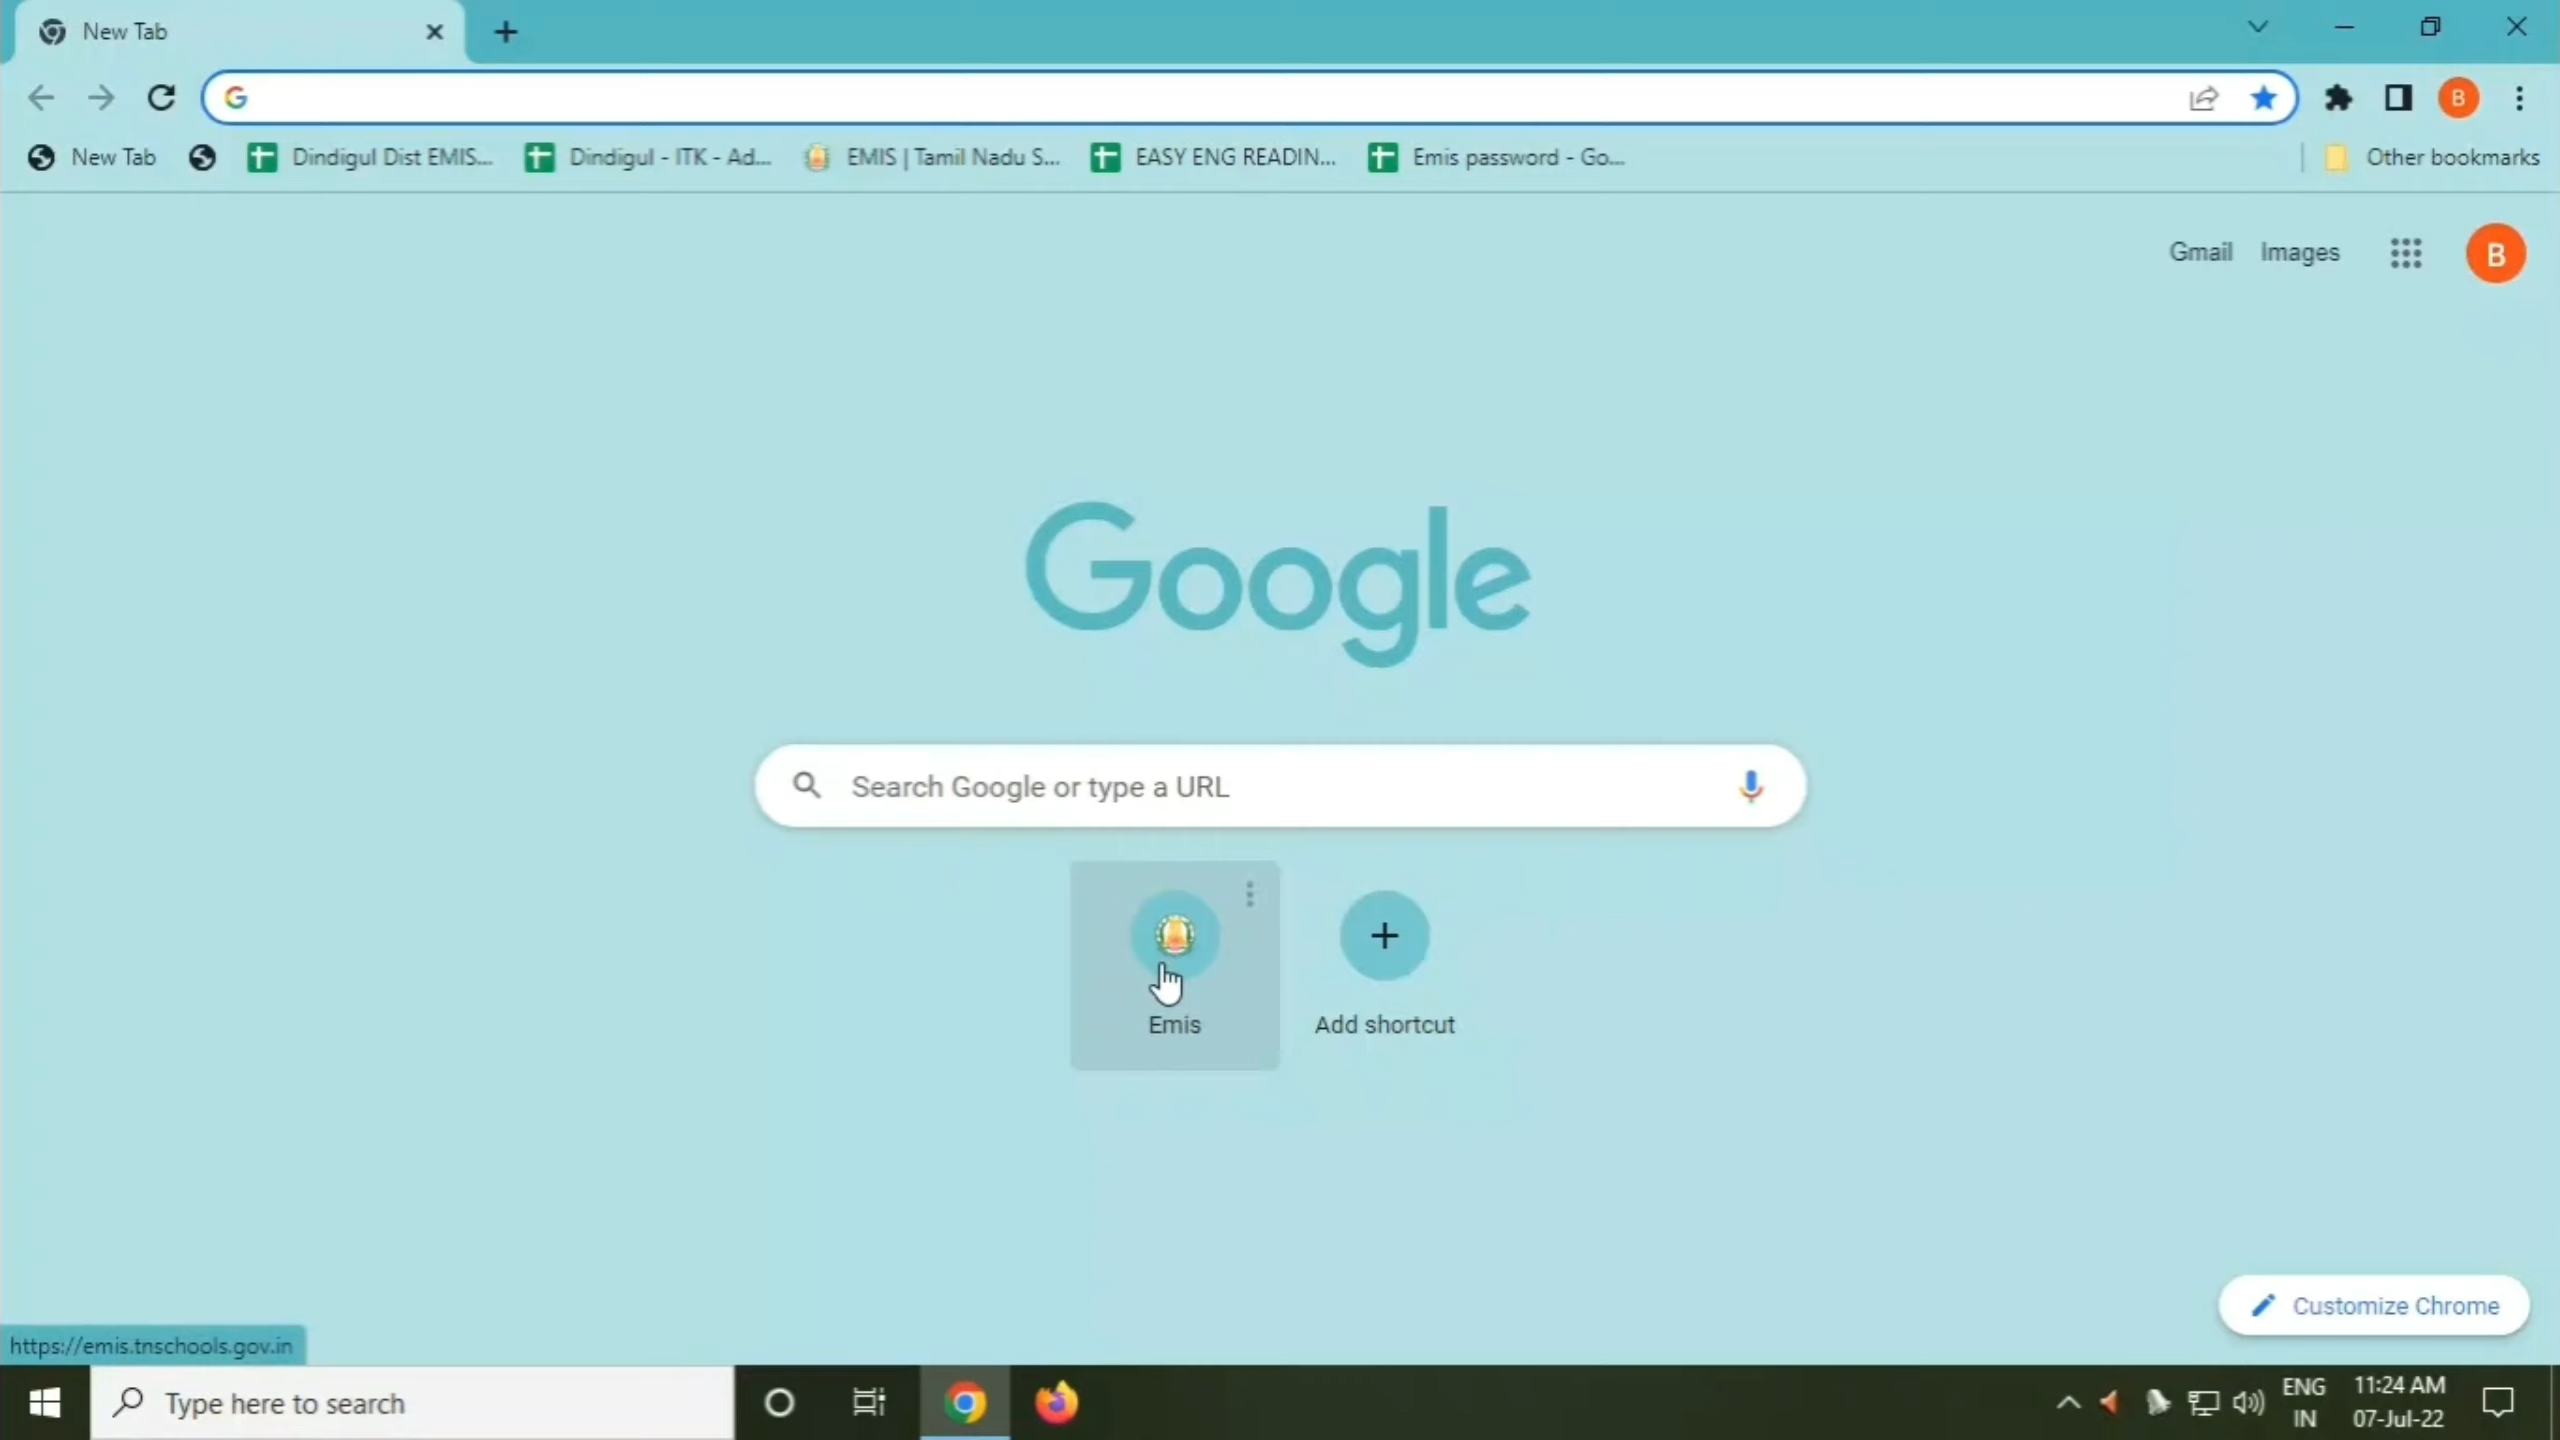 New Tab
New Tab
Dindigul Dist EMIS...
Dindigul - ITK - Ad...
EMIS | Tamil Nadu S...
EASY ENG READIN...
Emis password - Go...
Other bookmarks
Gmail
Images
B
B
Google
Search Google or type a URL
Emis
Add shortcut
Customize Chrome
https://emis.tnschools.gov.in
Type here to search
ENG
IN
11:24 AM
07-Jul-22